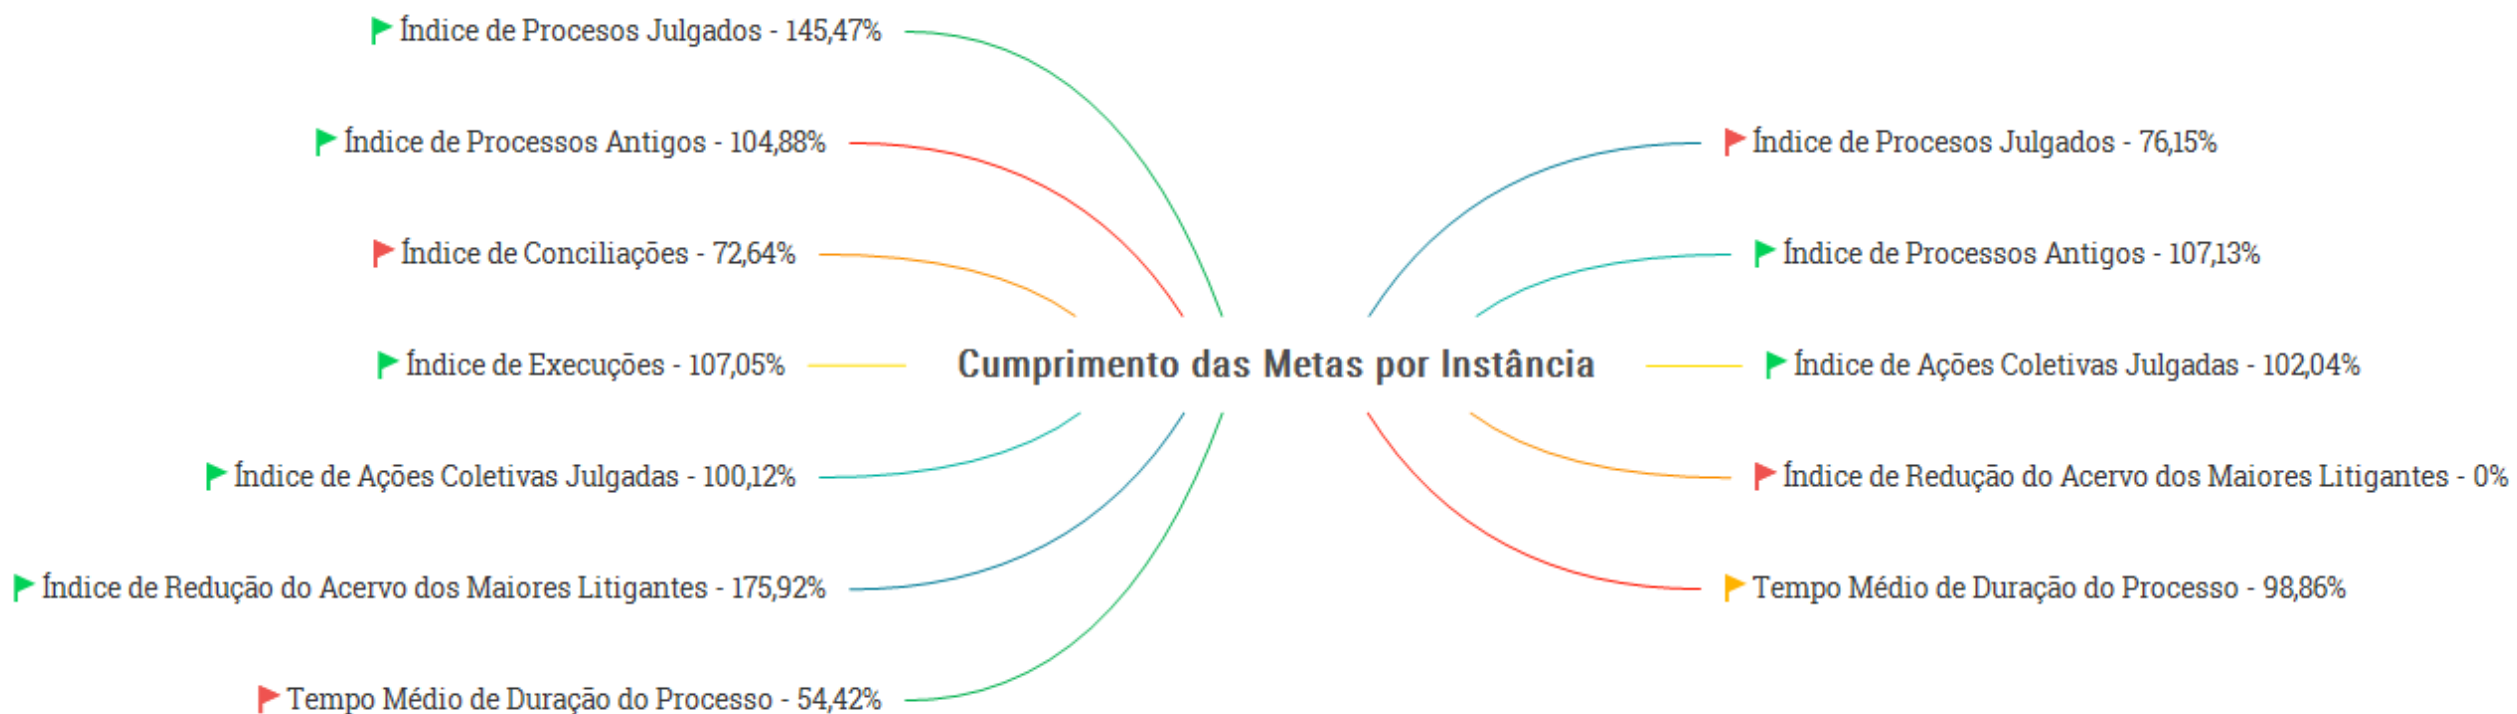 Índice de Procesos Julgados - 145,47%
Índice de Processos Antigos - 104,88%
Índice de Conciliações - 72,64%
Índice de Execuções - 107,05%
Índice de Ações Coletivas Julgadas - 100,12%
Índice de Redução do Acervo dos Maiores Litigantes - 175,92%
Tempo Médio de Duração do Processo - 54,42%
Cumprimento das Metas por Instância
Índice de Procesos Julgados - 76,15%
Índice de Processos Antigos - 107,13%
Índice de Ações Coletivas Julgadas - 102,04%
Índice de Redução do Acervo dos Maiores Litigantes - 0%
Tempo Médio de Duração do Processo - 98,86%